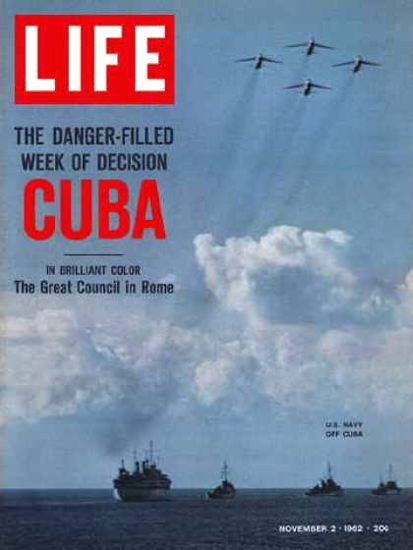 LIFE
THE DANGER-FILLED
WEEK OF DECISION
CUBA
IN BRILLIANT COLOR
The Great Council in Rome
U.S. NAVY
OFF CUBA
NOVEMBER 2 · 1962 · 20¢